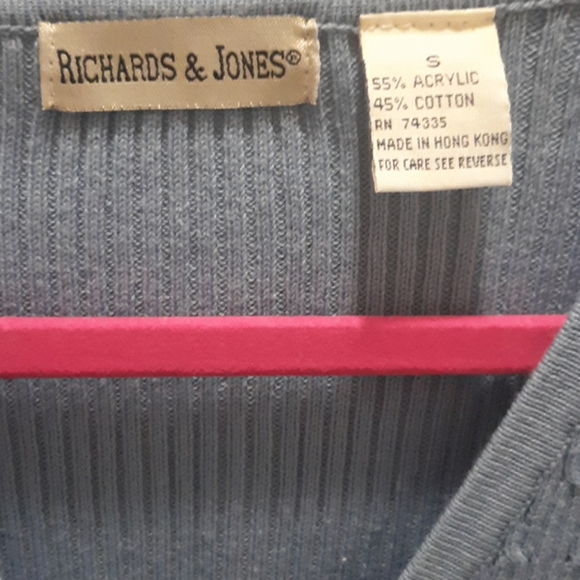 RICHARDS & JONES®
S
55% ACRYLIC
45% COTTON
RN 74335
MADE IN HONG KONG
FOR CARE SEE REVERSE